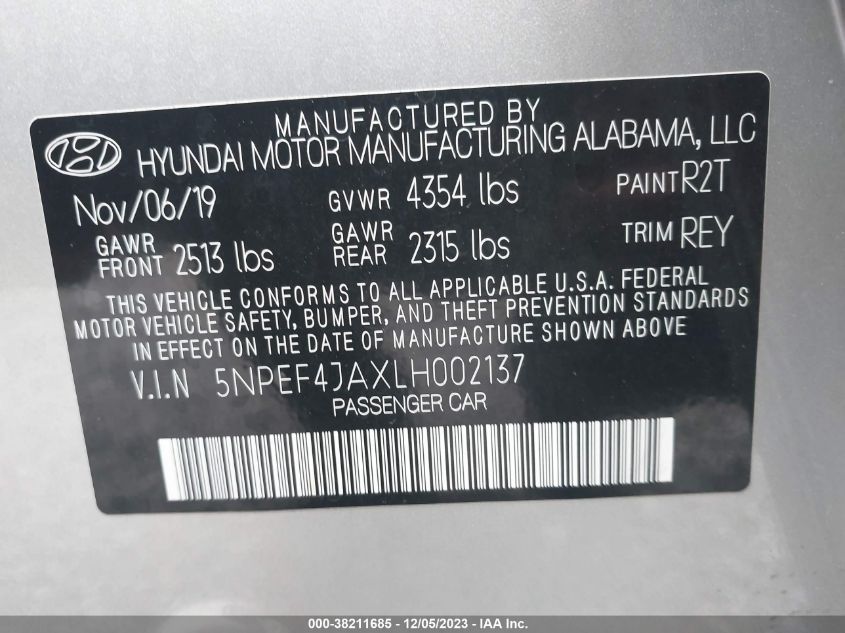 MANUFACTURED BY
HYUNDAI MOTOR MANUFACTURING ALABAMA, LLC
Nov/06/19 GVWR 4354 lbs PAINT R2T
GAWR FRONT 2513 lbs GAWR REAR 2315 lbs TRIM REY
THIS VEHICLE CONFORMS TO ALL APPLICABLE U.S.A. FEDERAL
MOTOR VEHICLE SAFETY, BUMPER, AND THEFT PREVENTION STANDARDS
IN EFFECT ON THE DATE OF MANUFACTURE SHOWN ABOVE
V.I.N 5NPEF4JAXLH002137
PASSENGER CAR
000-38211685 - 12/05/2023 - IAA Inc.